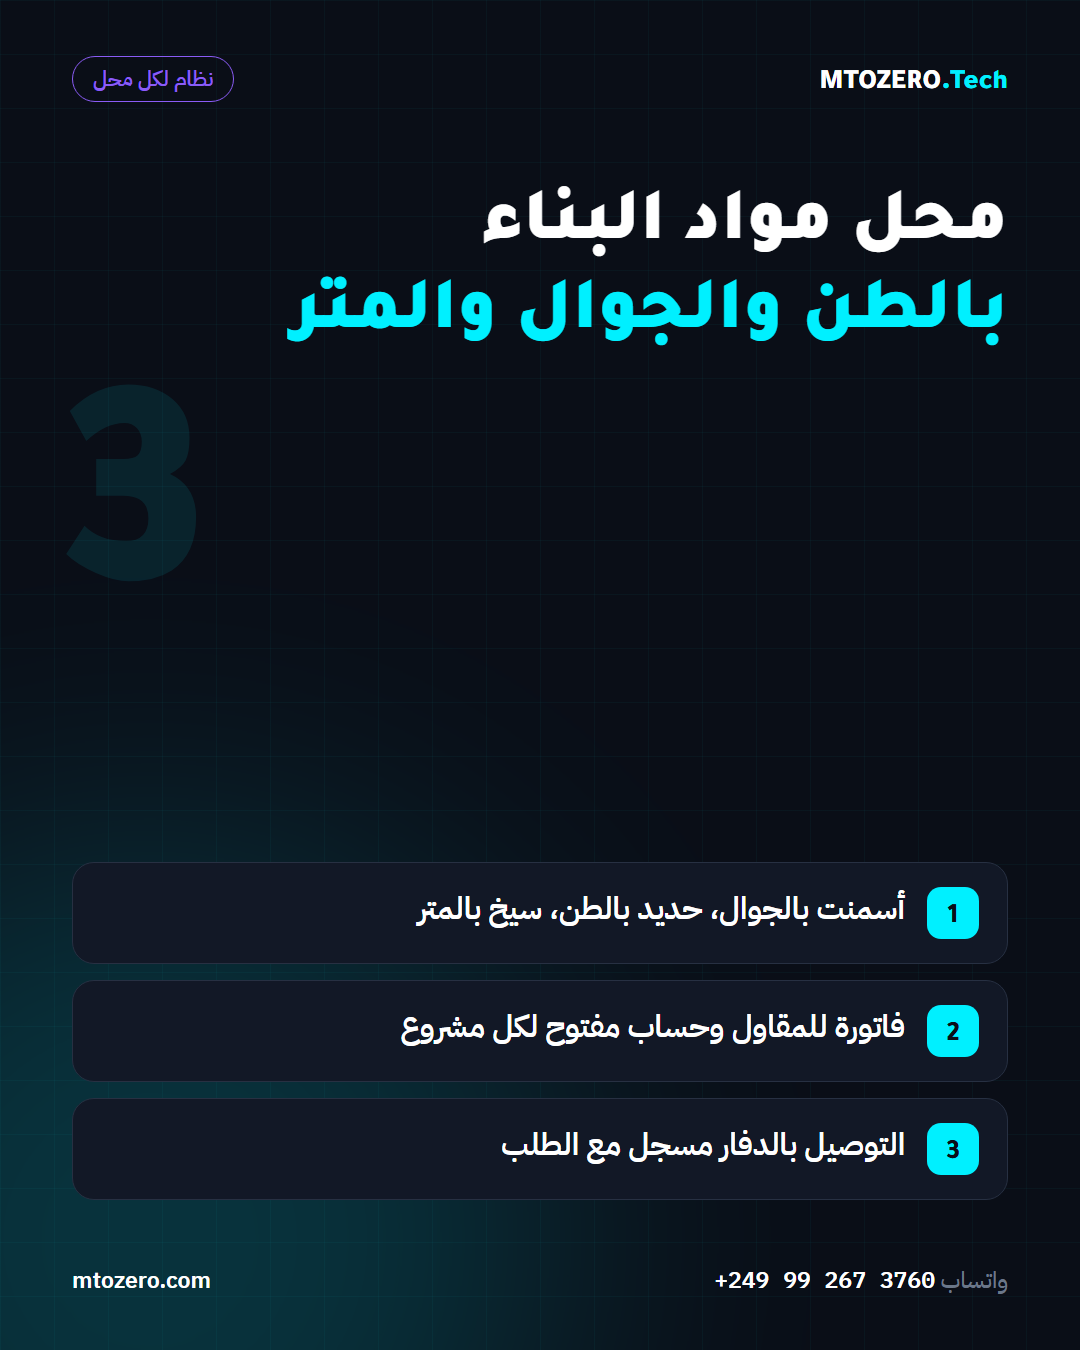 MTOZERO.Tech
نظام لكل محل
محل مواد البناء
بالطن والجوال والمتر
3
1 أسمنت بالجوال، حديد بالطن، سيخ بالمتر
2 فاتورة للمقاول وحساب مفتوح لكل مشروع
3 التوصيل بالدفار مسجل مع الطلب
واتساب +249 99 267 3760
mtozero.com